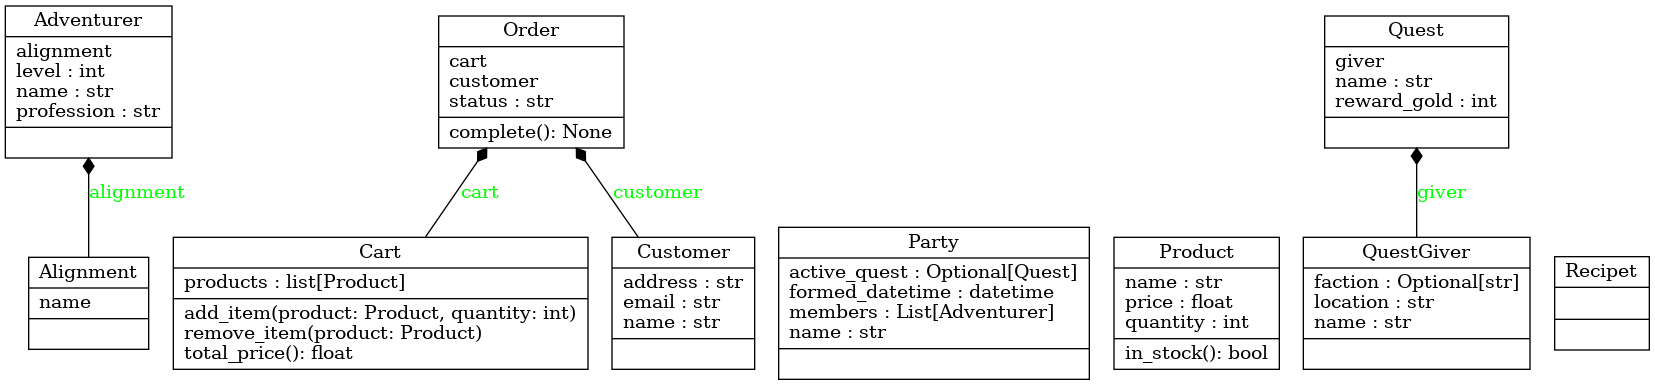 Adventurer
alignment
level : int
name : str
profession : str
Order
cart
customer
status : str
complete(): None
Quest
giver
name : str
reward_gold : int
alignment
cart
customer
giver
Alignment
name
Cart
products : list[Product]
add_item(product: Product, quantity: int)
remove_item(product: Product)
total_price(): float
Customer
address : str
email : str
name : str
Party
active_quest : Optional[Quest]
formed_datetime : datetime
members : List[Adventurer]
name : str
Product
name : str
price : float
quantity : int
in_stock(): bool
QuestGiver
faction : Optional[str]
location : str
name : str
Recipet